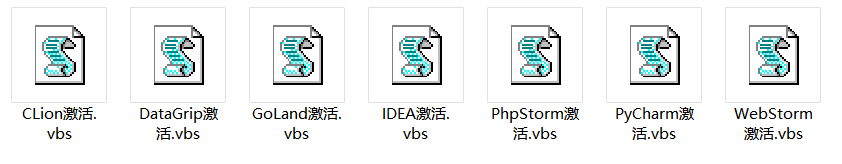 CLion激活.
vbs
DataGrip激
活.vbs
GoLand激活.
vbs
IDEA激活.
vbs
PhpStorm激
活.vbs
PyCharm激
活.vbs
WebStorm
激活.vbs